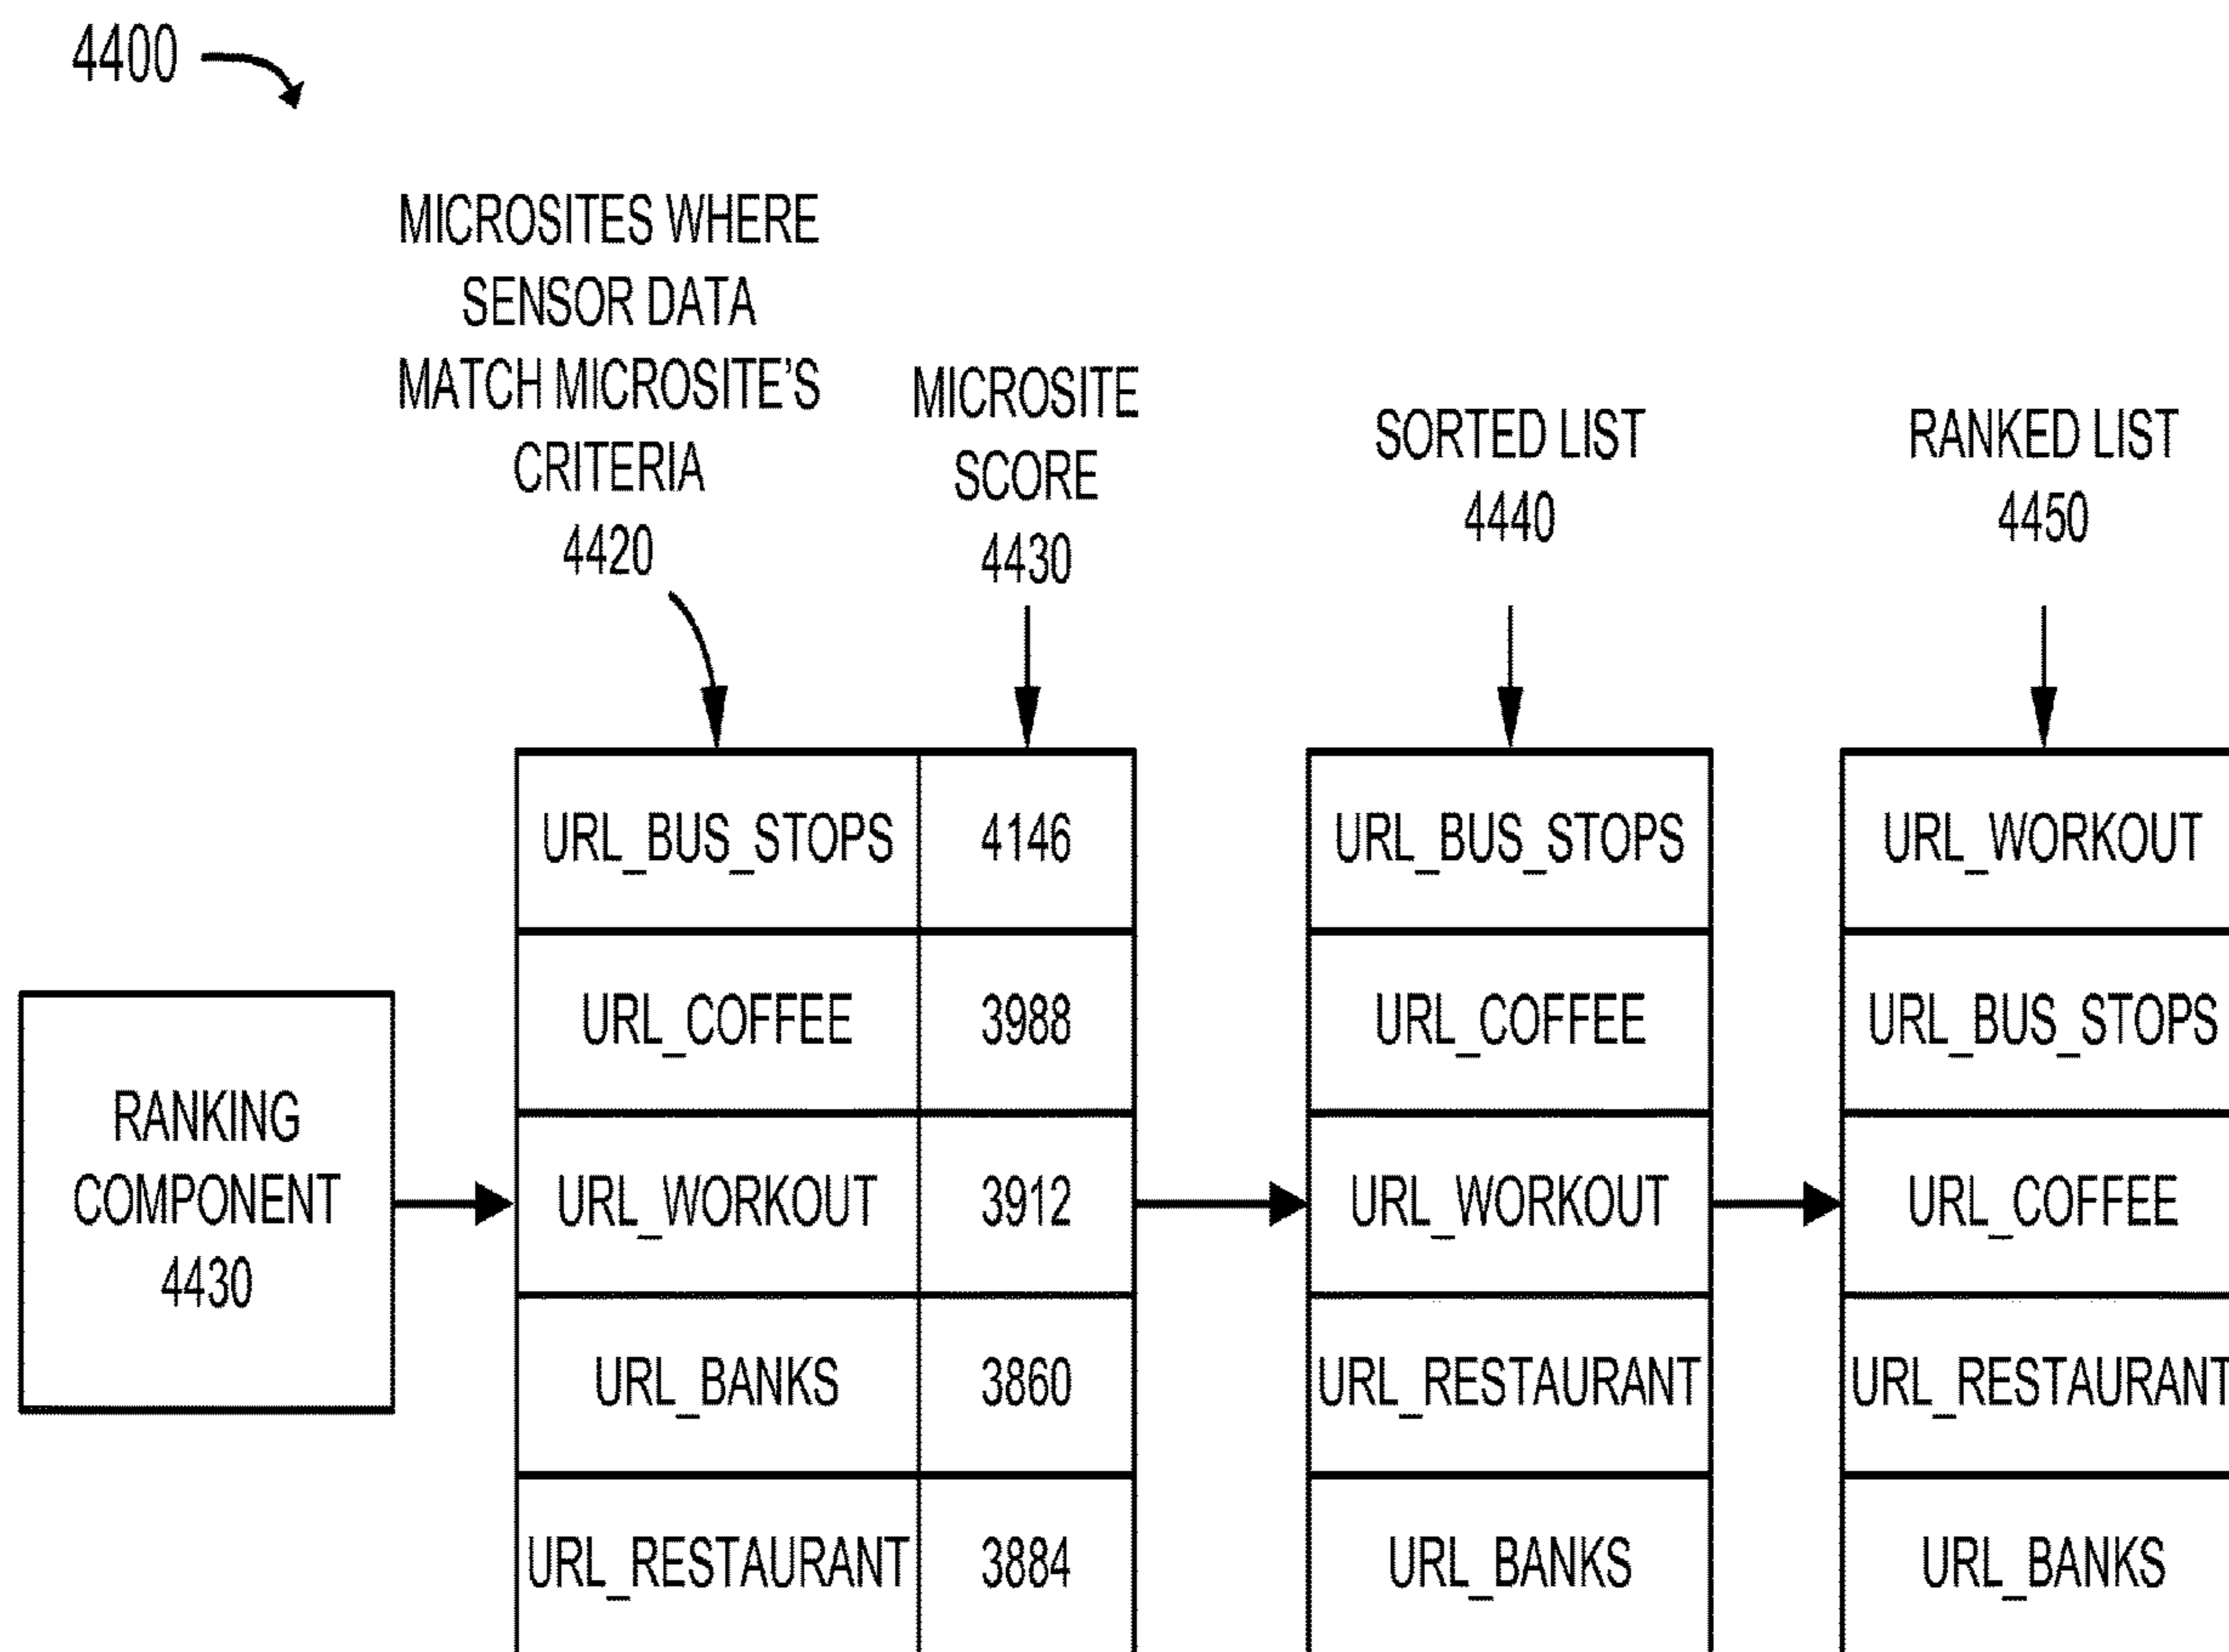 4400
MICROSITES WHERE
SENSOR DATA
MATCH MICROSITE'S
CRITERIA
4420
MICROSITE
SCORE
4430
SORTED LIST
4440
RANKED LIST
4450
RANKING
COMPONENT
4430
URL_BUS_STOPS 4146
URL_COFFEE 3988
URL_WORKOUT 3912
URL_BANKS 3860
URL_RESTAURANT 3884
URL_BUS_STOPS
URL_COFFEE
URL_WORKOUT
URL_RESTAURANT
URL_BANKS
URL_WORKOUT
URL_BUS_STOPS
URL_COFFEE
URL_RESTAURANT
URL_BANKS